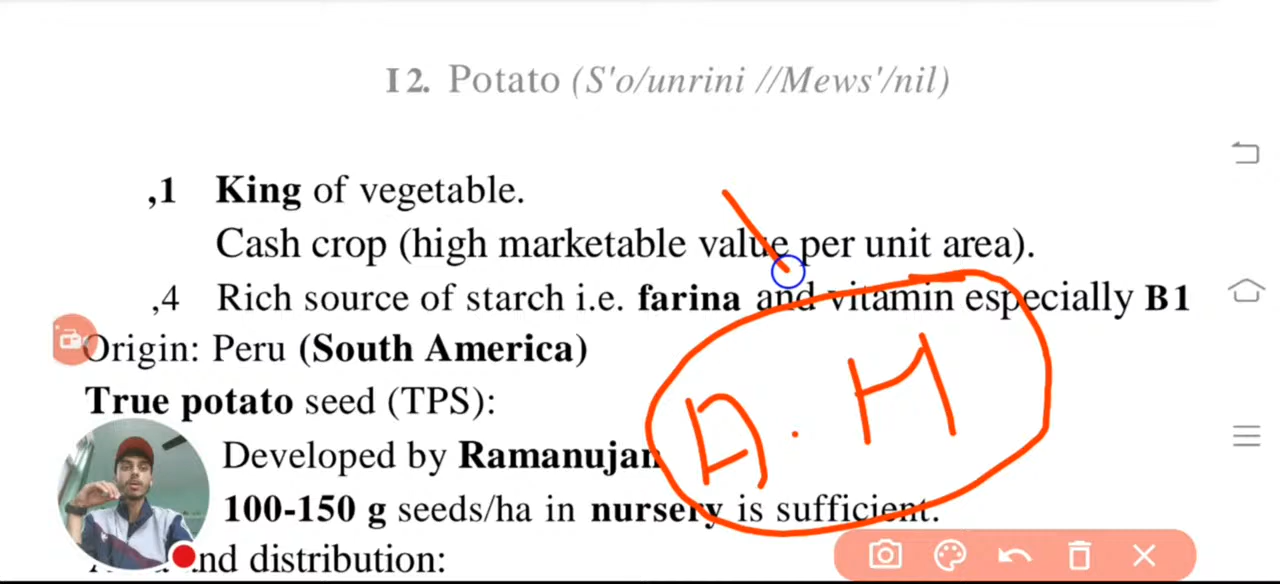 I 2. Potato (S'o/unrini //Mews'/nil)
,1 King of vegetable.
Cash crop (high marketable value per unit area).
,4 Rich source of starch i.e. farina and vitamin especially B1
Origin: Peru (South America)
True potato seed (TPS):
Developed by Ramanujan
100-150 g seeds/ha in nursery is sufficient.
nd distribution: